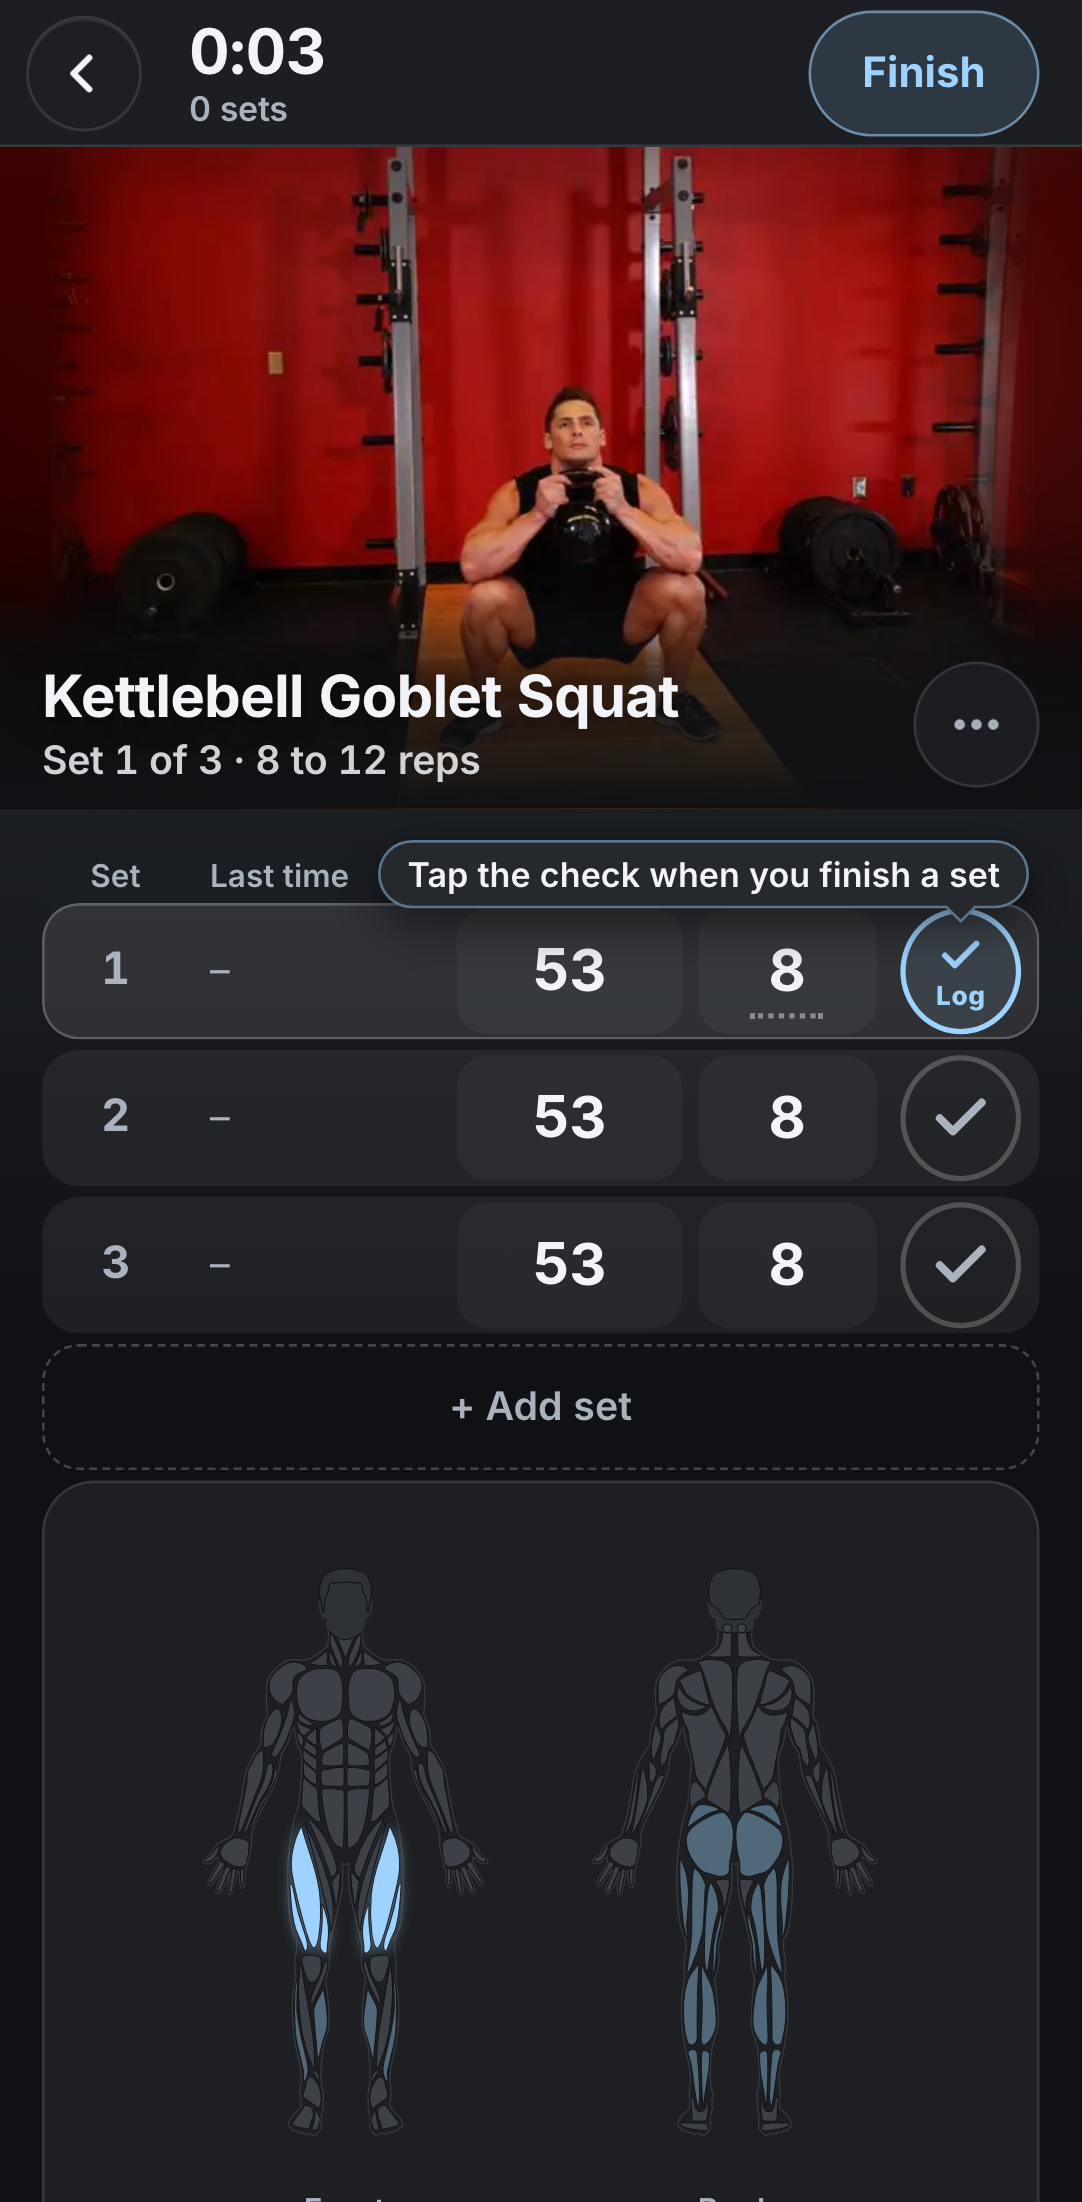 0:03
0 sets
Finish
Kettlebell Goblet Squat
Set 1 of 3 · 8 to 12 reps
Set Last time Tap the check when you finish a set
1 – 53 8 Log
2 – 53 8
3 – 53 8
+ Add set